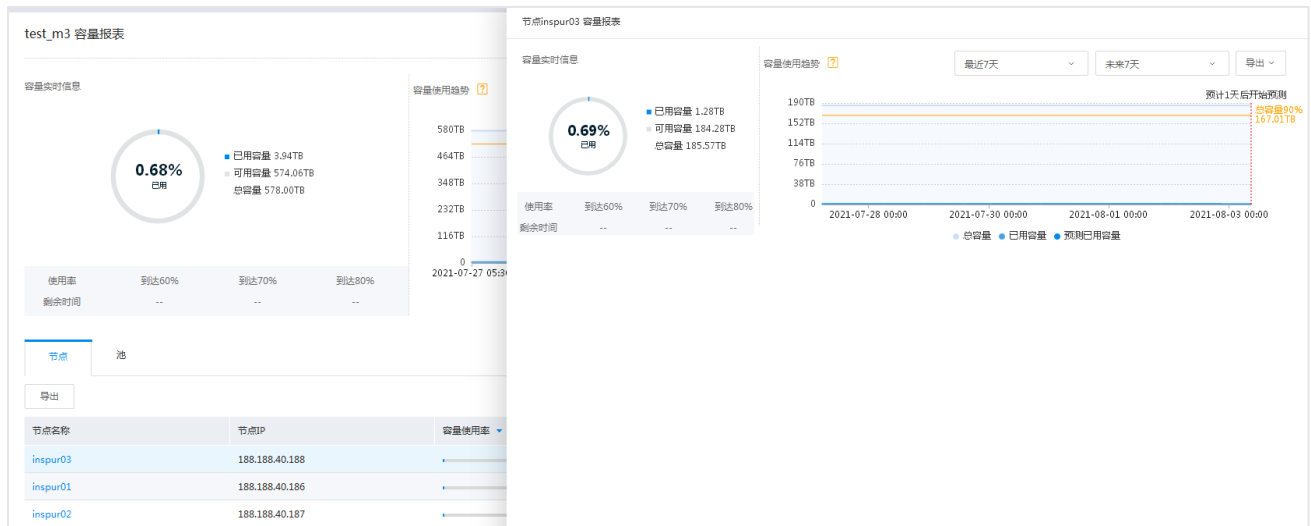 test_m3 容量报表
容量实时信息
0.68%
已用
已用容量 3.94TB
可用容量 574.06TB
总容量 578.00TB
使用率 到达60% 到达70% 到达80%
剩余时间 -- -- --
容量使用趋势 ?
580TB
464TB
348TB
232TB
116TB
0
2021-07-27 05:30
节点 池
导出
节点名称 节点IP 容量使用率
inspur03 188.188.40.188
inspur01 188.188.40.186
inspur02 188.188.40.187
节点inspur03 容量报表
容量实时信息
0.69%
已用
已用容量 1.28TB
可用容量 184.28TB
总容量 185.57TB
使用率 到达60% 到达70% 到达80%
剩余时间 -- -- --
容量使用趋势 ?
最近7天 未来7天 导出
预计1天后开始预测
总容量90%
167.01TB
190TB
152TB
114TB
76TB
38TB
0
2021-07-28 00:00 2021-07-30 00:00 2021-08-01 00:00 2021-08-03 00:00
总容量 已用容量 预测已用容量